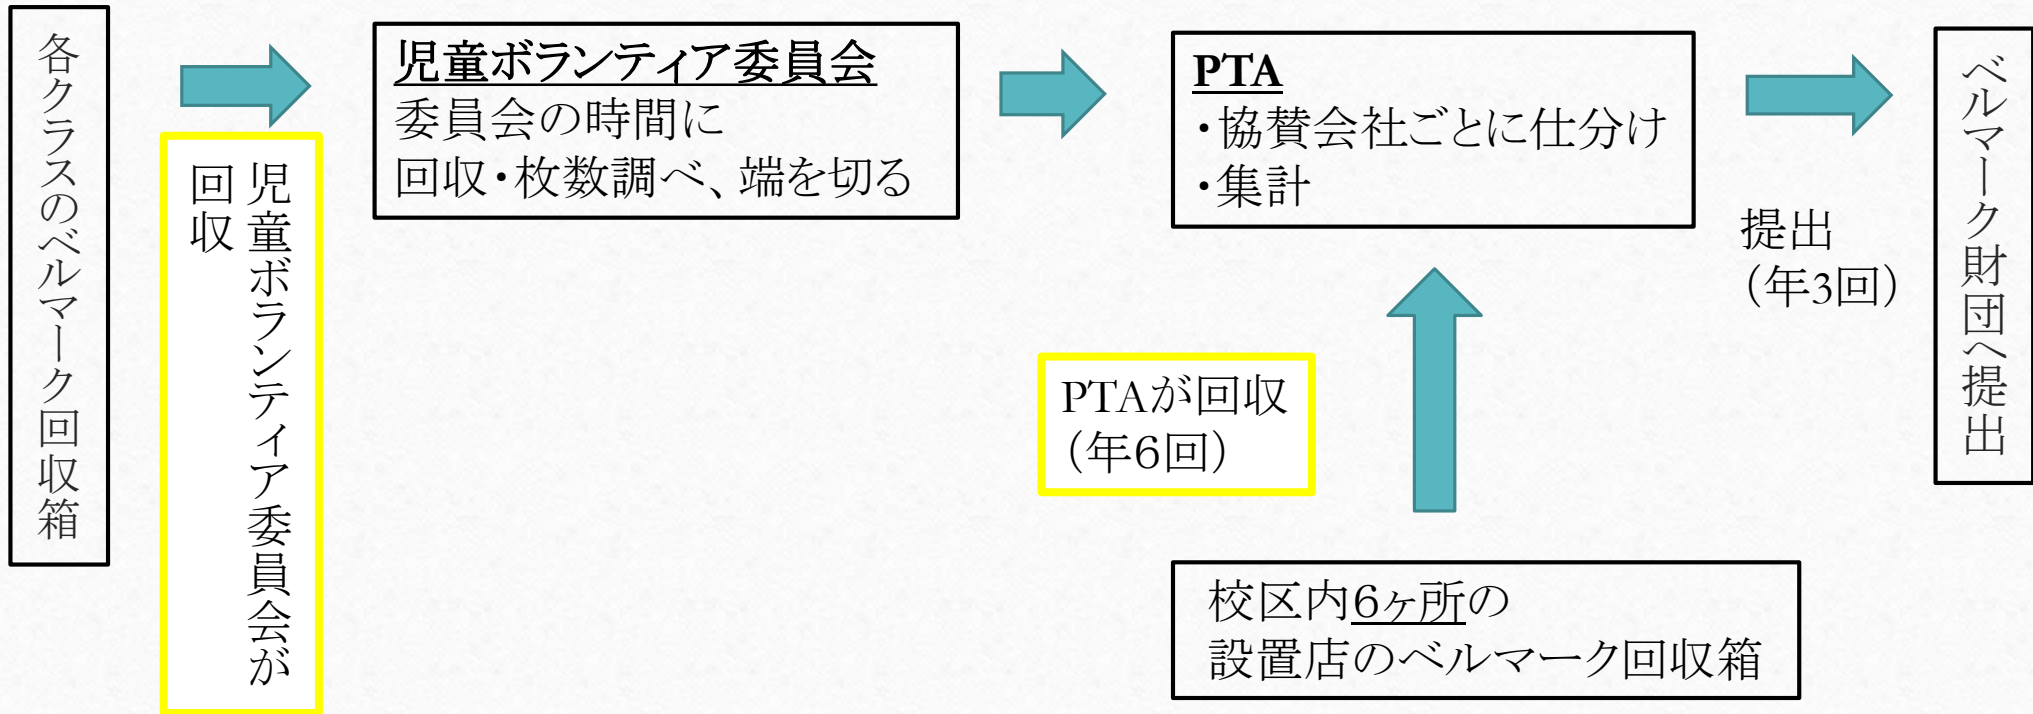 各クラスのベルマーク回収箱
児童ボランティア委員会が
回収
児童ボランティア委員会
委員会の時間に
回収・枚数調べ、端を切る
PTA
・協賛会社ごとに仕分け
・集計
PTAが回収
（年6回）
校区内6ヶ所の
設置店のベルマーク回収箱
提出
（年3回）
ベルマーク財団へ提出